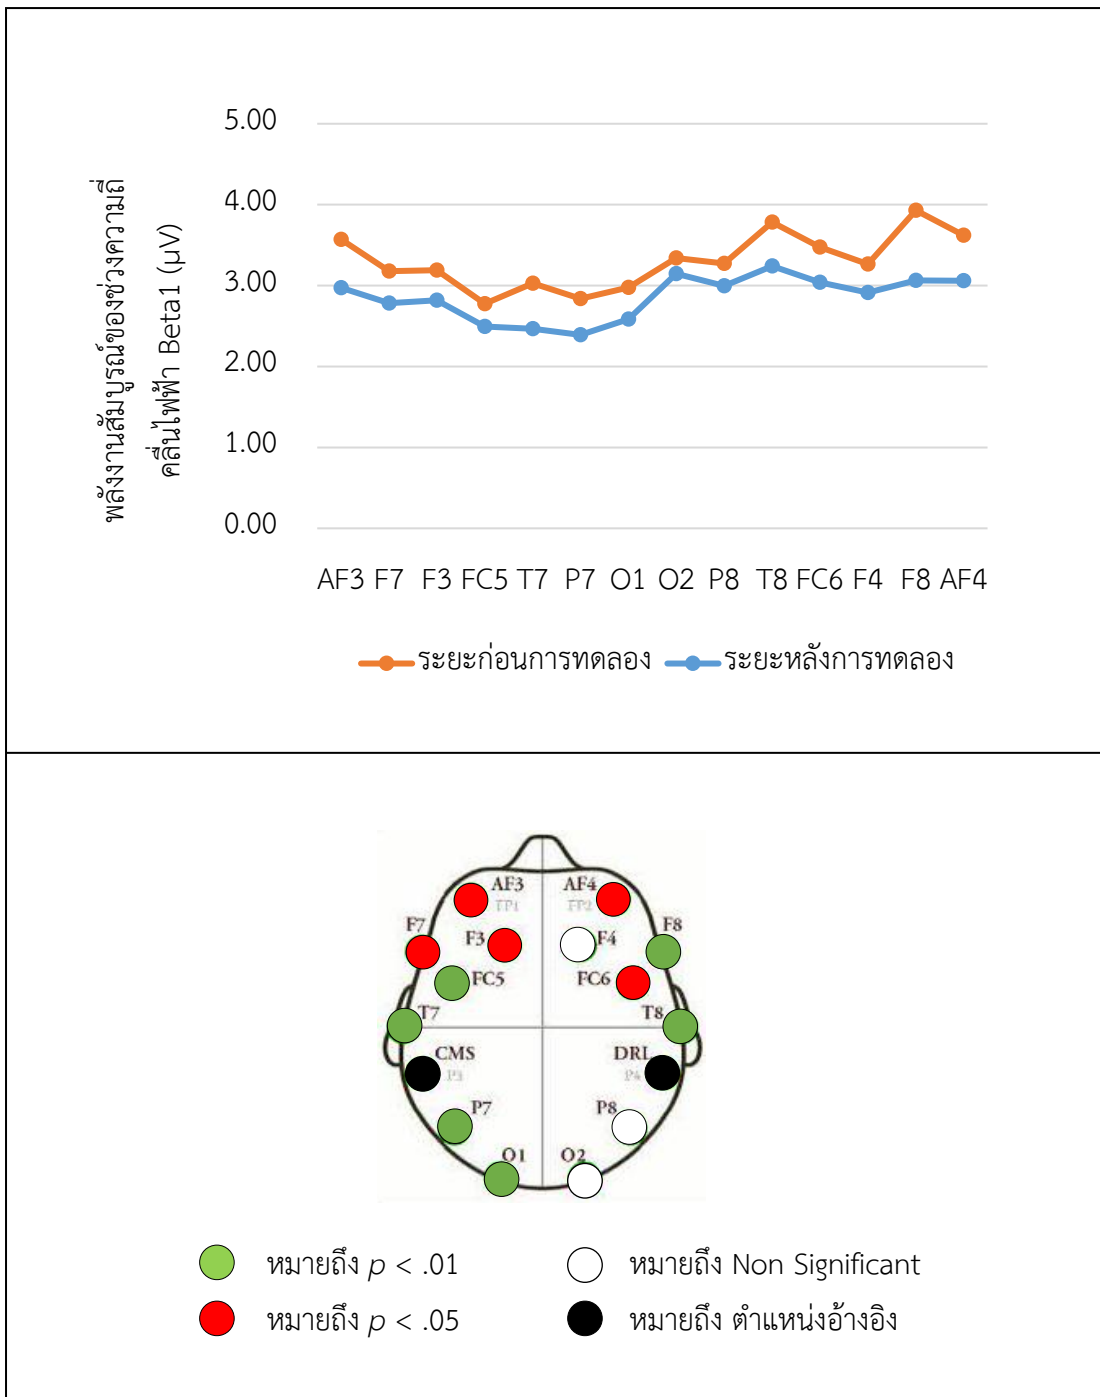 พลังงานสัมบูรณ์ของช่วงความถี่
คลื่นไฟฟ้า Beta1 (μV)
5.00
4.00
3.00
2.00
1.00
0.00
AF3 F7 F3 FC5 T7 P7 O1 O2 P8 T8 FC6 F4 F8 AF4
ระยะก่อนการทดลอง ระยะหลังการทดลอง
AF3 AF4
FP1 FP2
F7 F3 F4 F8
FC5 FC6
T7 T8
CMS DRL
P3 P4
P7 P8
O1 O2
หมายถึง p < .01 หมายถึง Non Significant
หมายถึง p < .05 หมายถึง ตำแหน่งอ้างอิง